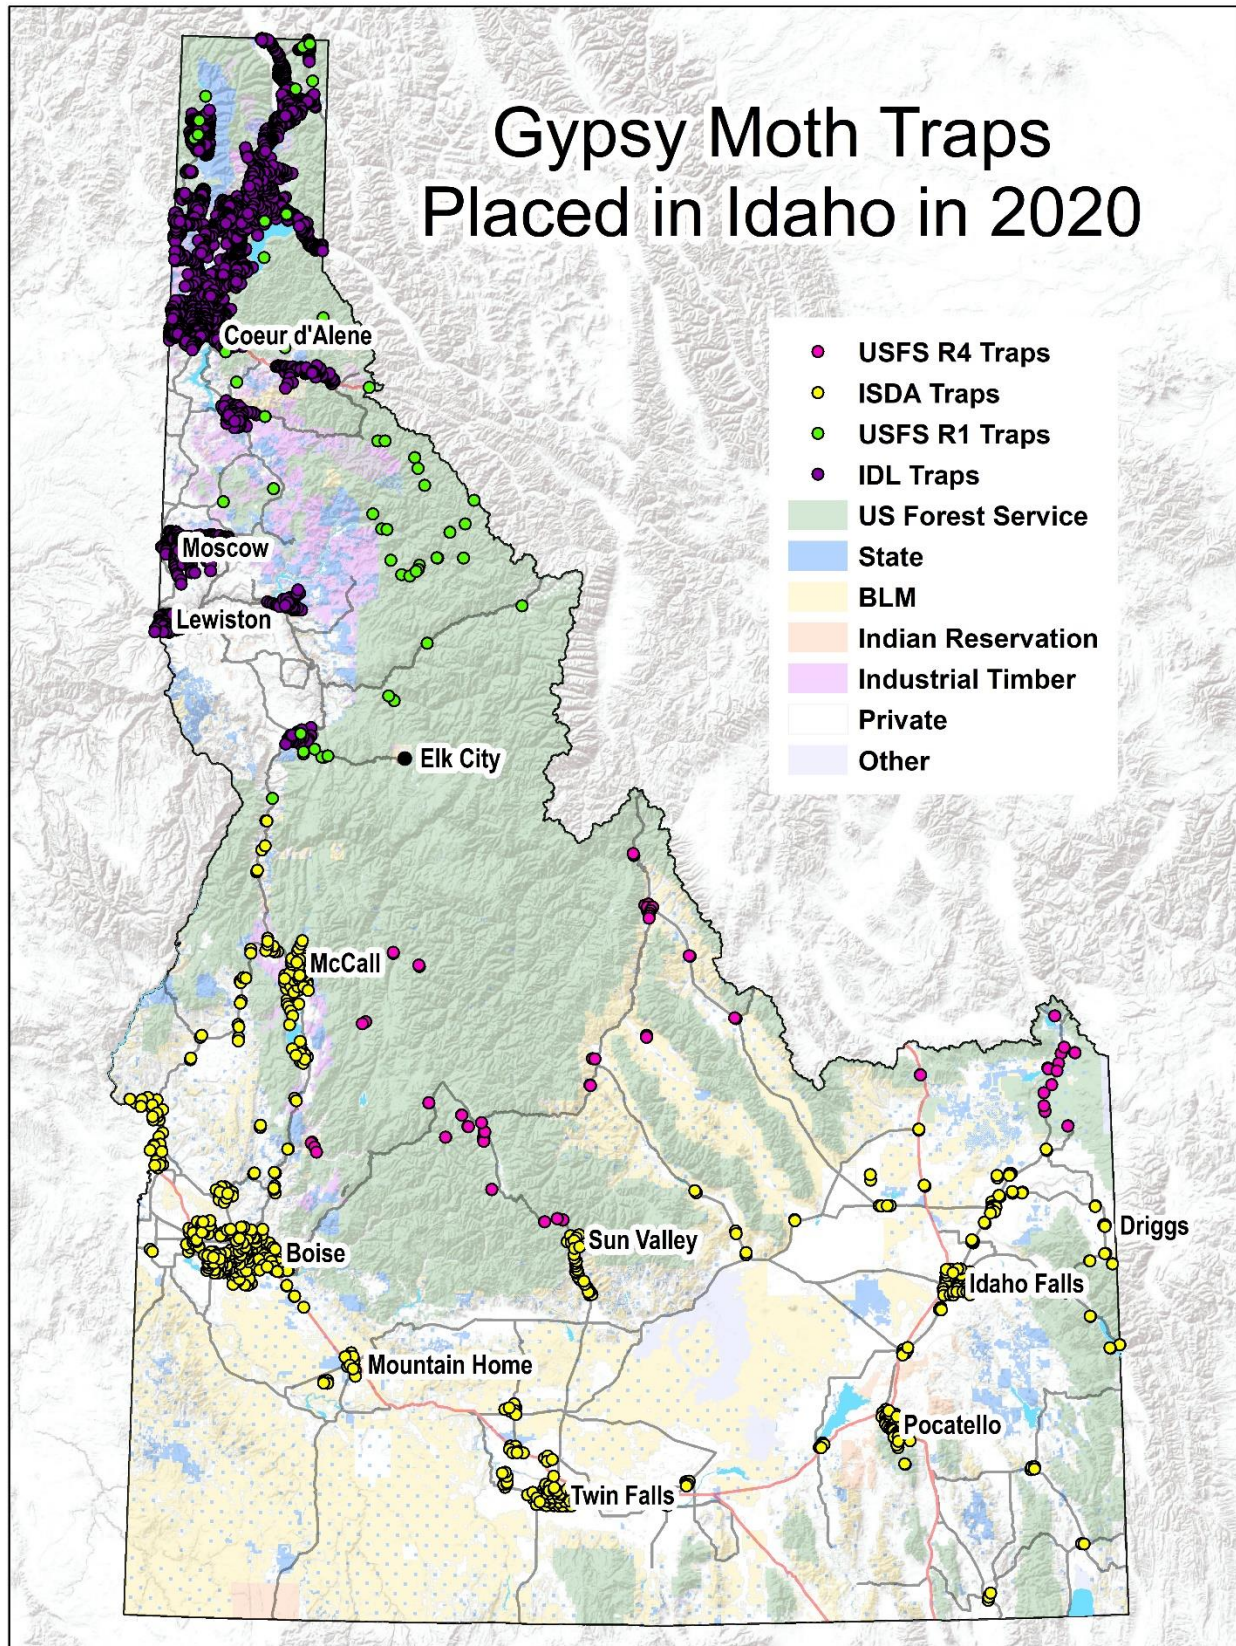 Gypsy Moth Traps
Placed in Idaho in 2020
Coeur d'Alene
USFS R4 Traps
ISDA Traps
USFS R1 Traps
IDL Traps
US Forest Service
State
BLM
Indian Reservation
Industrial Timber
Private
Other
Moscow
Lewiston
Elk City
McCall
Driggs
Sun Valley
Boise
Idaho Falls
Mountain Home
Pocatello
Twin Falls